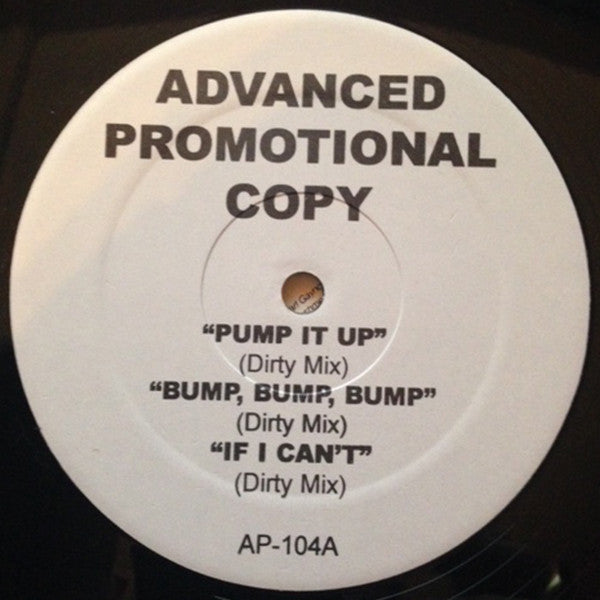 ADVANCED
PROMOTIONAL
COPY
“PUMP IT UP”
(Dirty Mix)
“BUMP, BUMP, BUMP”
(Dirty Mix)
“IF I CAN’T”
(Dirty Mix)
AP-104A